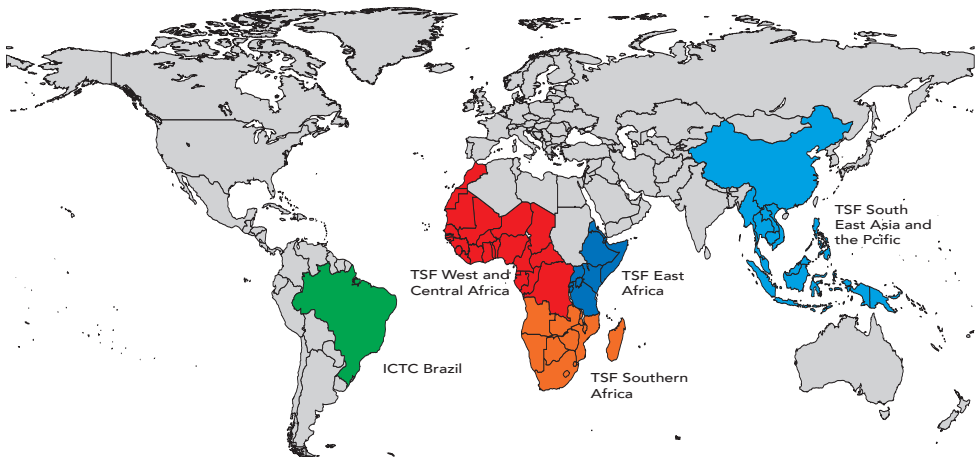 TSF South
East Asia and
the Pcific
TSF West and
Central Africa
TSF East
Africa
ICTC Brazil
TSF Southern
Africa